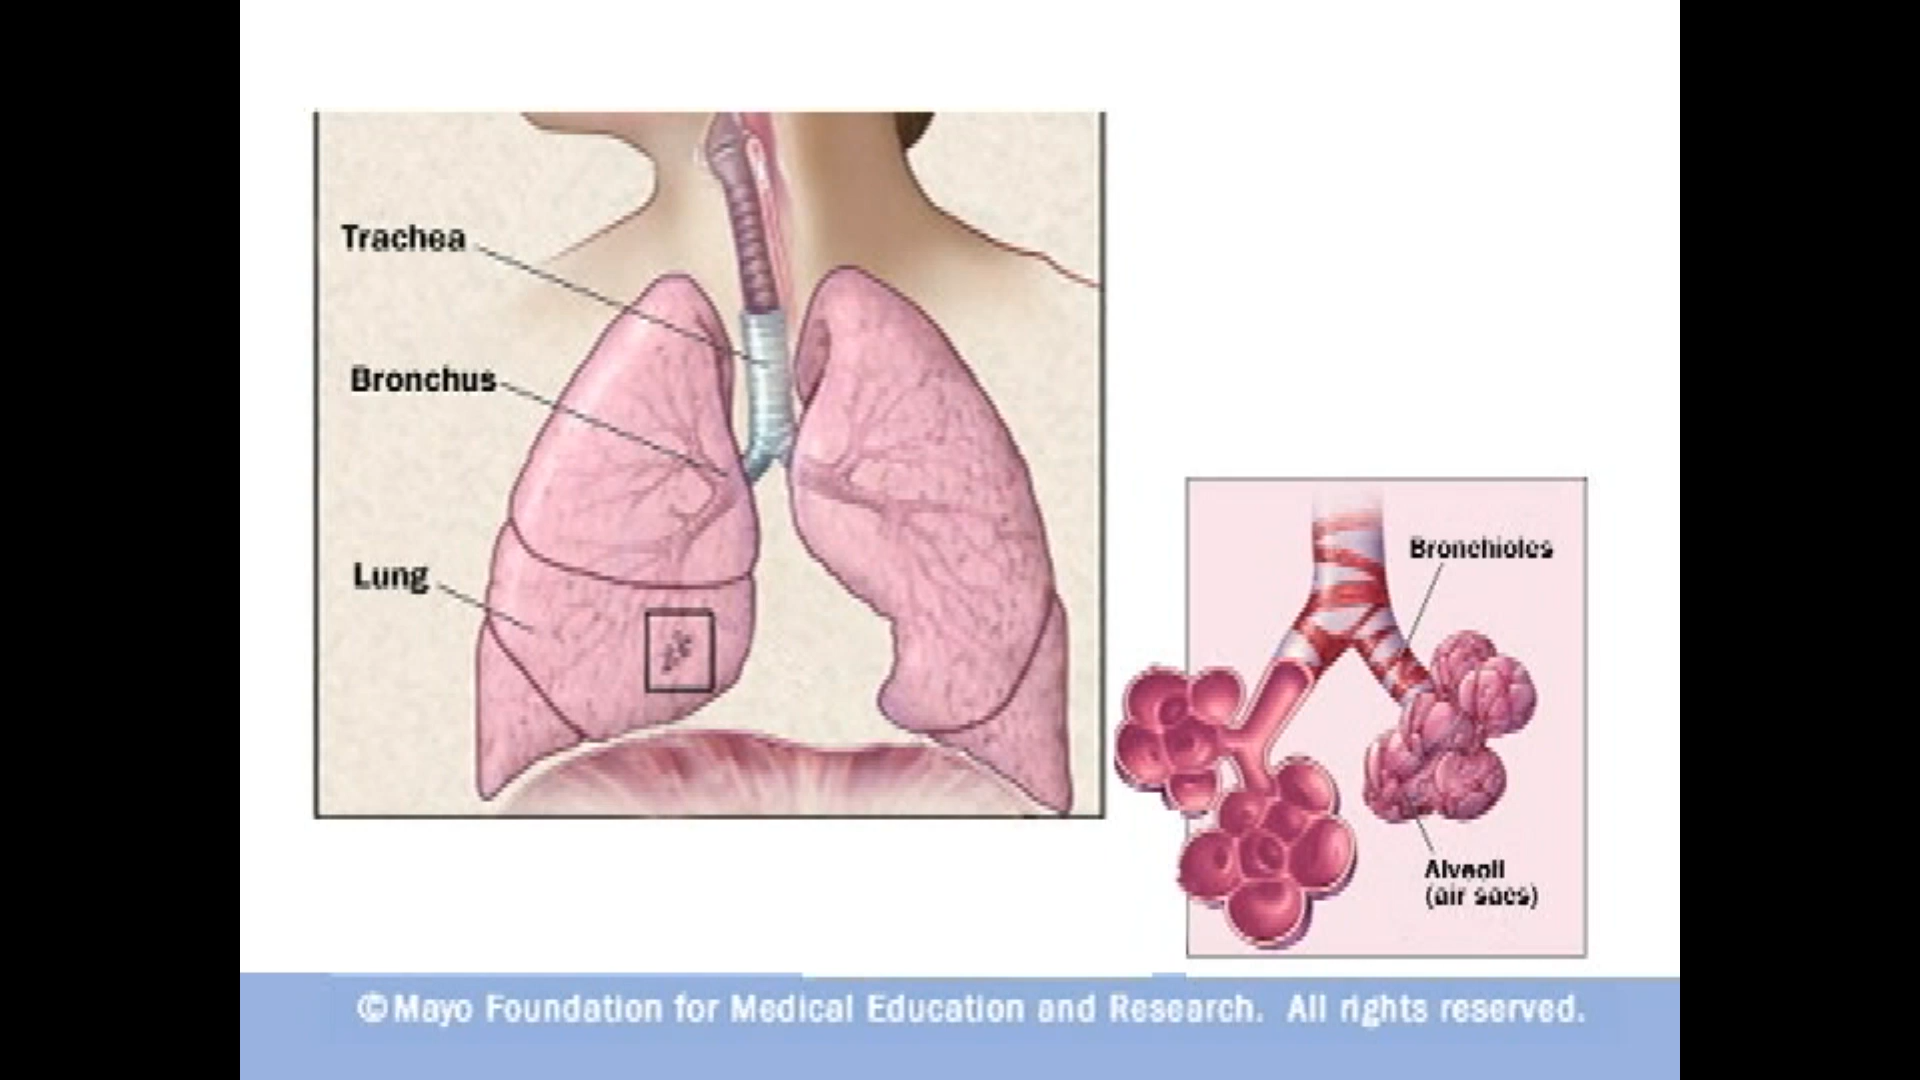 Trachea
Bronchus
Lung
Bronchioles
Alveoli
(air sacs)
© Mayo Foundation for Medical Education and Research. All rights reserved.